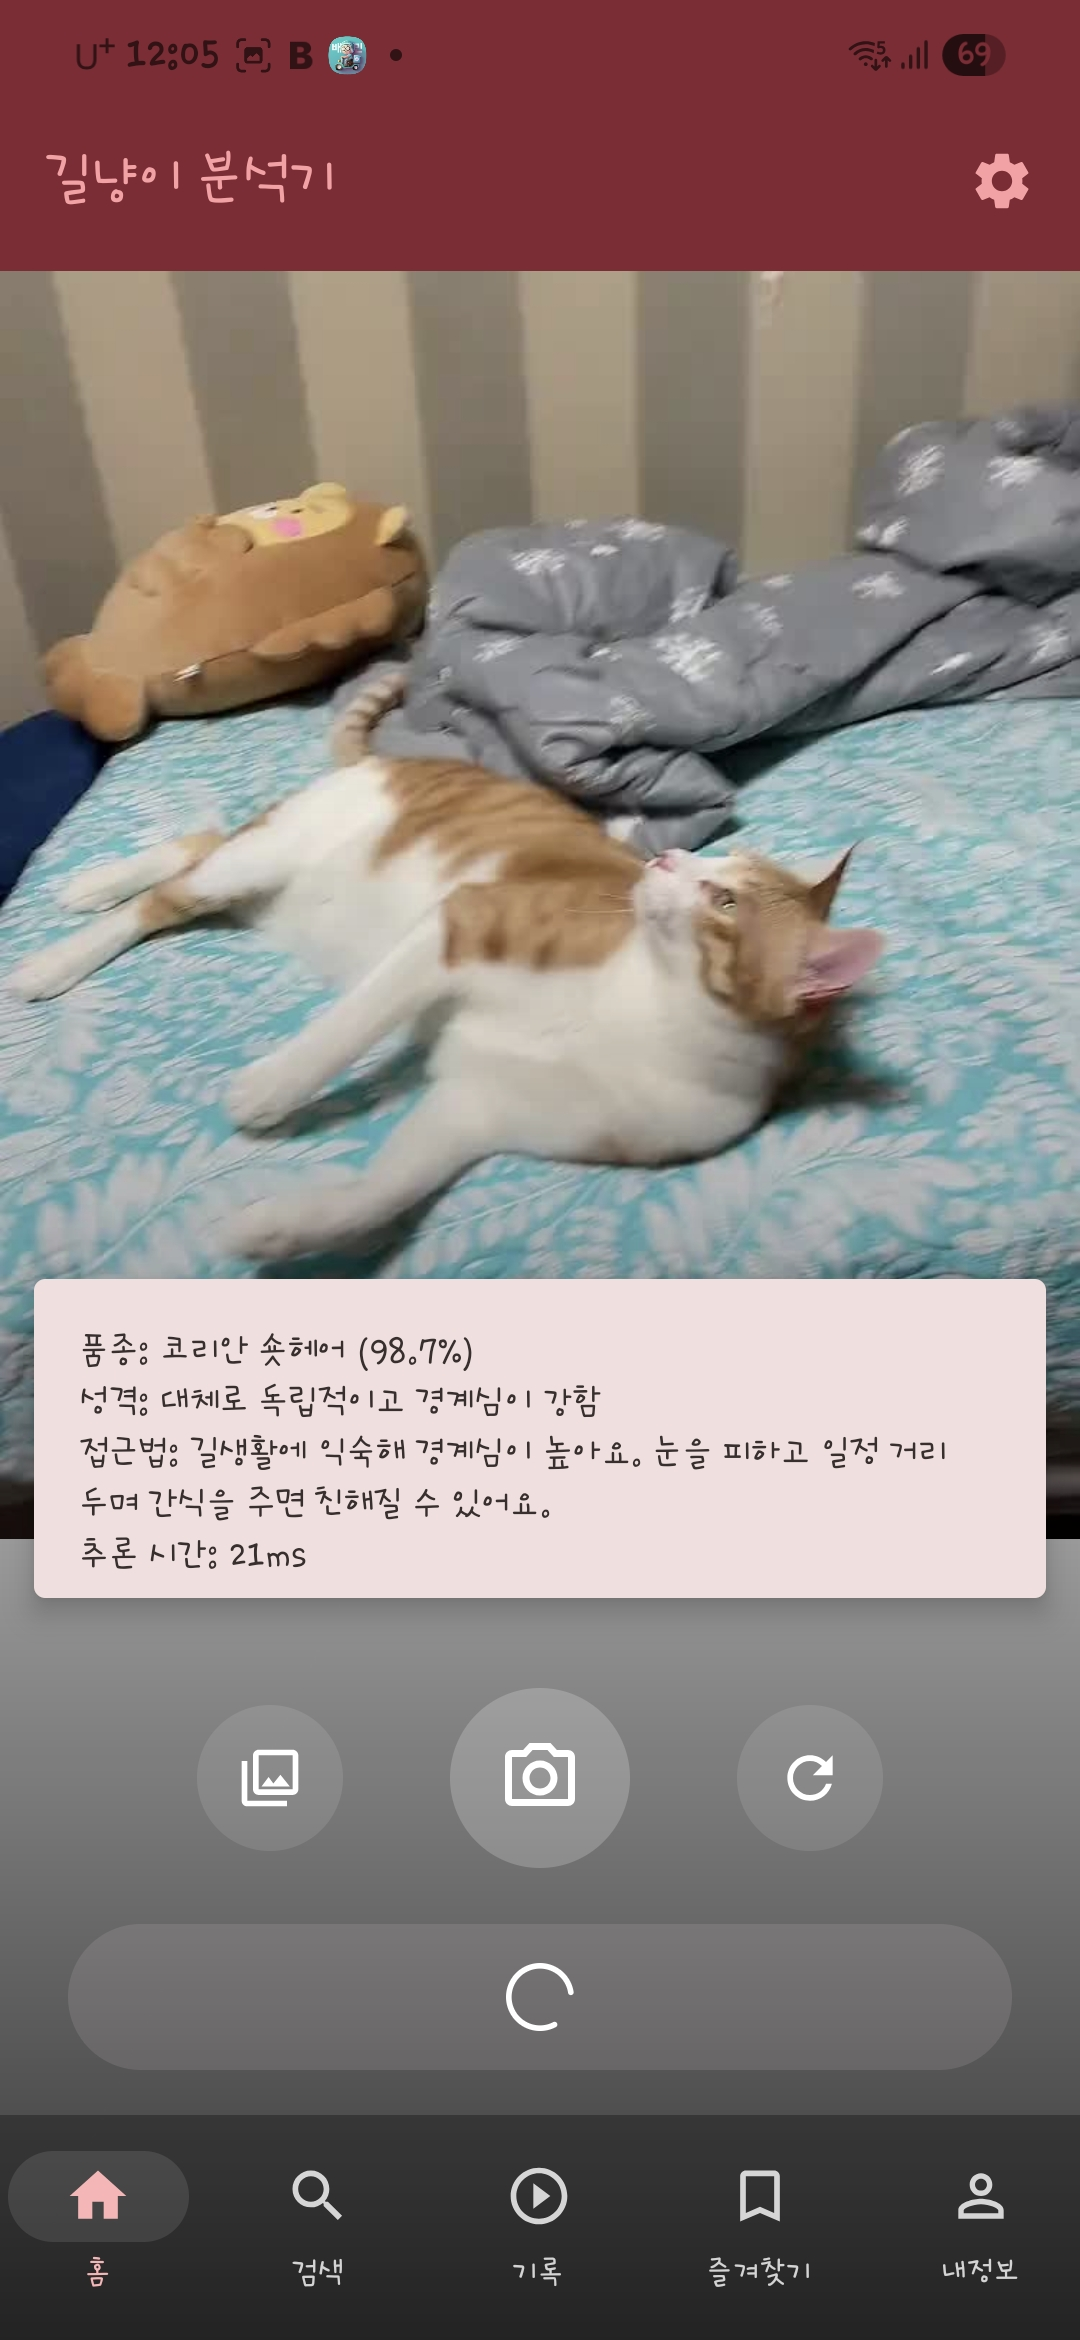 U+ 12:05 B 69
길냥이 분석기
품종: 코리안 숏헤어 (98.7%)
성격: 대체로 독립적이고 경계심이 강함
접근법: 길생활에 익숙해 경계심이 높아요. 눈을 피하고 일정 거리
두며 간식을 주면 친해질 수 있어요.
추론 시간: 21ms
홈 검색 기록 즐겨찾기 내정보